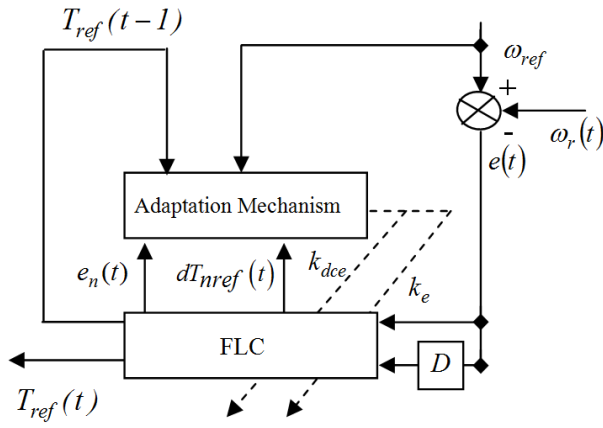 T_ref (t−1)
ω_ref
+
ω_r(t)
-
e(t)
Adaptation Mechanism
e_n(t)
dT_nref (t)
k_dce
k_e
FLC
D
T_ref (t)